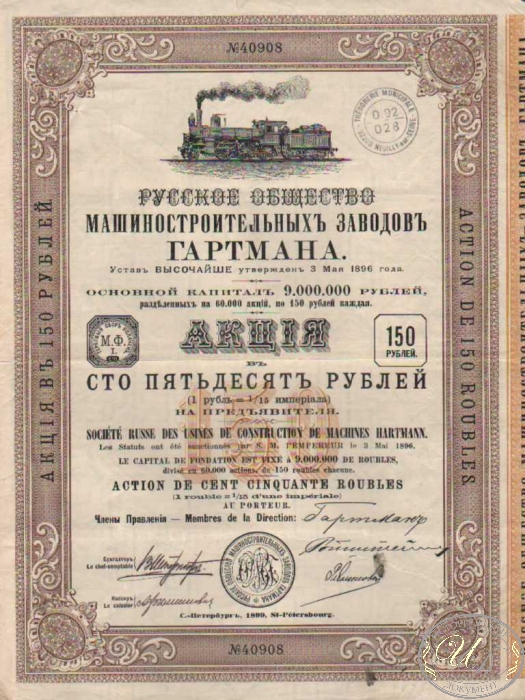 №40908
РУССКОЕ ОБЩЕСТВО
МАШИНОСТРОИТЕЛЬНЫХЪ ЗАВОДОВЪ
ГАРТМАНА.
Уставъ ВЫСОЧАЙШЕ утвержденъ 3 Мая 1896 года.
ОСНОВНОЙ КАПИТАЛЪ 9.000.000 РУБЛЕЙ,
раздѣленныхъ на 60.000 акцій, по 150 рублей каждая.
М.Ф.
I.
АКЦІЯ
150
РУБЛЕЙ.
ВЪ
СТО ПЯТЬДЕСЯТЪ РУБЛЕЙ
(1 рубль = 1/15 имперіала)
НА ПРЕДЪЯВИТЕЛЯ.
SOCIÉTÉ RUSSE DES USINES DE CONSTRUCTION DE MACHINES HARTMANN.
Les Statuts ont été sanctionnés par S. M. l'EMPEREUR le 3 Mai 1896.
LE CAPITAL DE FONDATION EST FIXÉ A 9.000.000 DE ROUBLES,
divisé en 60.000 actions, de 150 roubles chacune.
ACTION DE CENT CINQUANTE ROUBLES
(1 rouble = 1/15 d'une impériale)
AU PORTEUR.
Члены Правленія – Membres de la Direction: Гартманъ
Бухгалтеръ
Le chef-comptable
Кассиръ
Le caissier
С.-Петербургъ, 1899, St-Pétersbourg.
№40908
АКЦІЯ ВЪ 150 РУБЛЕЙ
ACTION DE 150 ROUBLES